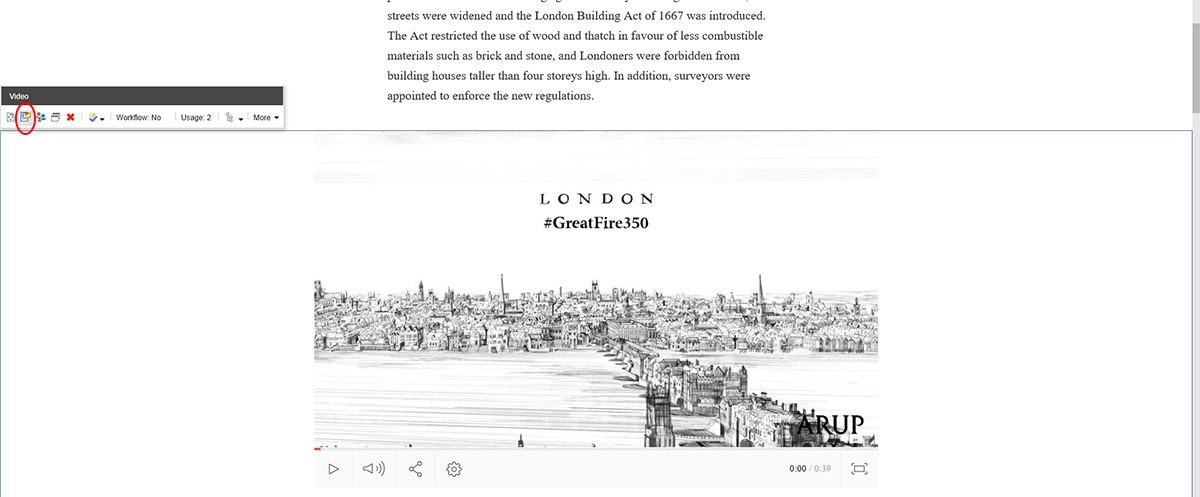 streets were widened and the London Building Act of 1667 was introduced.
The Act restricted the use of wood and thatch in favour of less combustible
materials such as brick and stone, and Londoners were forbidden from
building houses taller than four storeys high. In addition, surveyors were
appointed to enforce the new regulations.
Video
Workflow: No Usage: 2 More
LONDON
#GreatFire350
ARUP
0:00 / 0:39